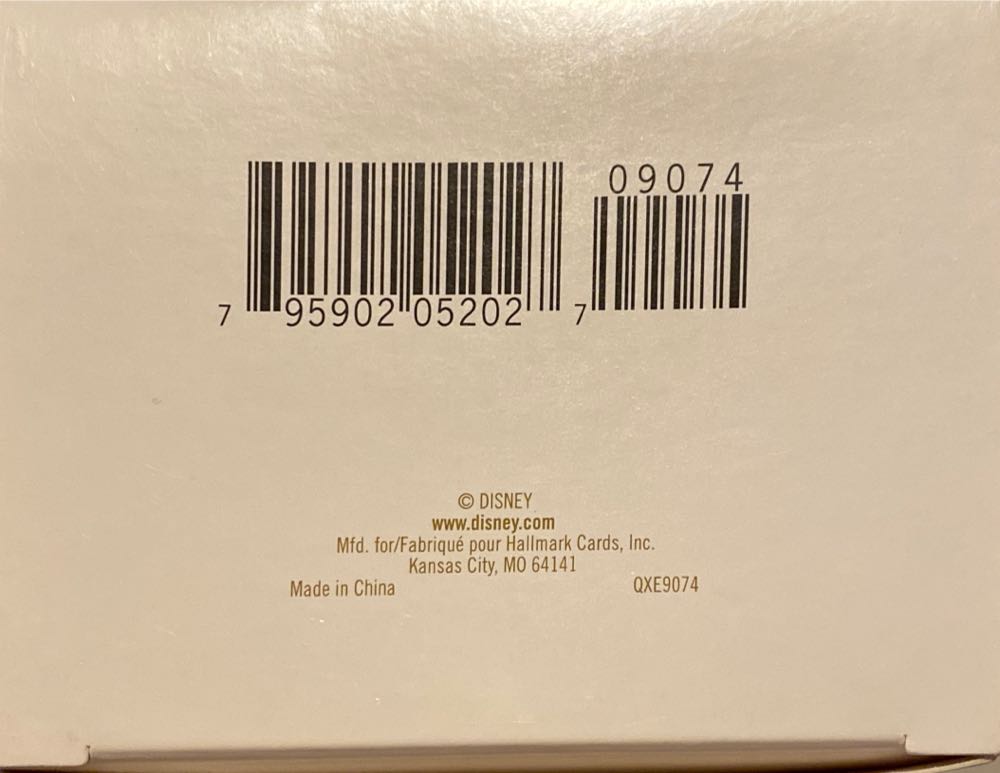 09074
7 95902 05202 7
© DISNEY
www.disney.com
Mfd. for/Fabriqué pour Hallmark Cards, Inc.
Kansas City, MO 64141
Made in China QXE9074